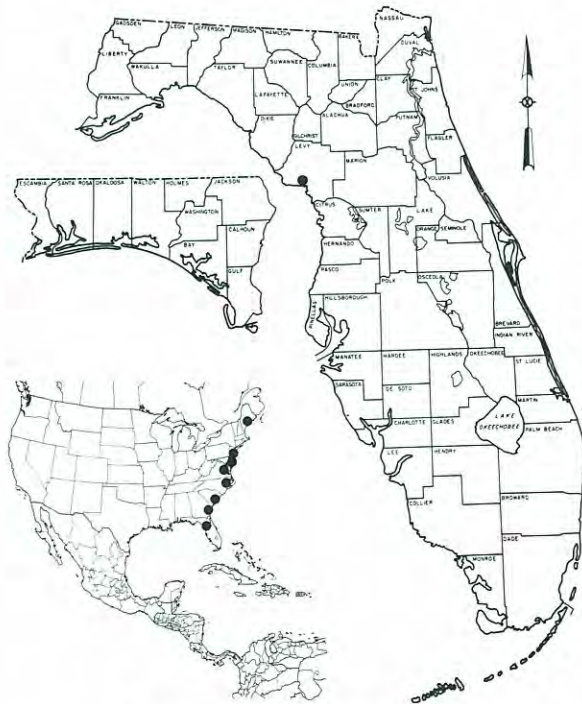 NASSAU
GADSDEN
LEON
JEFFERSON
MADISON
HAMILTON
BAKER
DUVAL
LIBERTY
WAKULLA
TAYLOR
SUWANNEE
COLUMBIA
UNION
CLAY
ST JOHNS
FRANKLIN
LAFAYETTE
BRADFORD
DIXIE
GILCHRIST
ALACHUA
PUTNAM
FLAGLER
LEVY
MARION
VOLUSIA
ESCAMBIA
SANTA ROSA
OKALOOSA
WALTON
HOLMES
JACKSON
WASHINGTON
BAY
CALHOUN
GULF
CITRUS
SUMTER
LAKE
ORANGE
SEMINOLE
HERNANDO
PASCO
POLK
OSCEOLA
PINELLAS
HILLSBOROUGH
BREVARD
INDIAN RIVER
MANATEE
HARDEE
HIGHLANDS
OKEECHOBEE
ST LUCIE
SARASOTA
DE SOTO
MARTIN
CHARLOTTE
GLADES
LAKE
OKEECHOBEE
PALM BEACH
LEE
HENDRY
COLLIER
BROWARD
DADE
MONROE